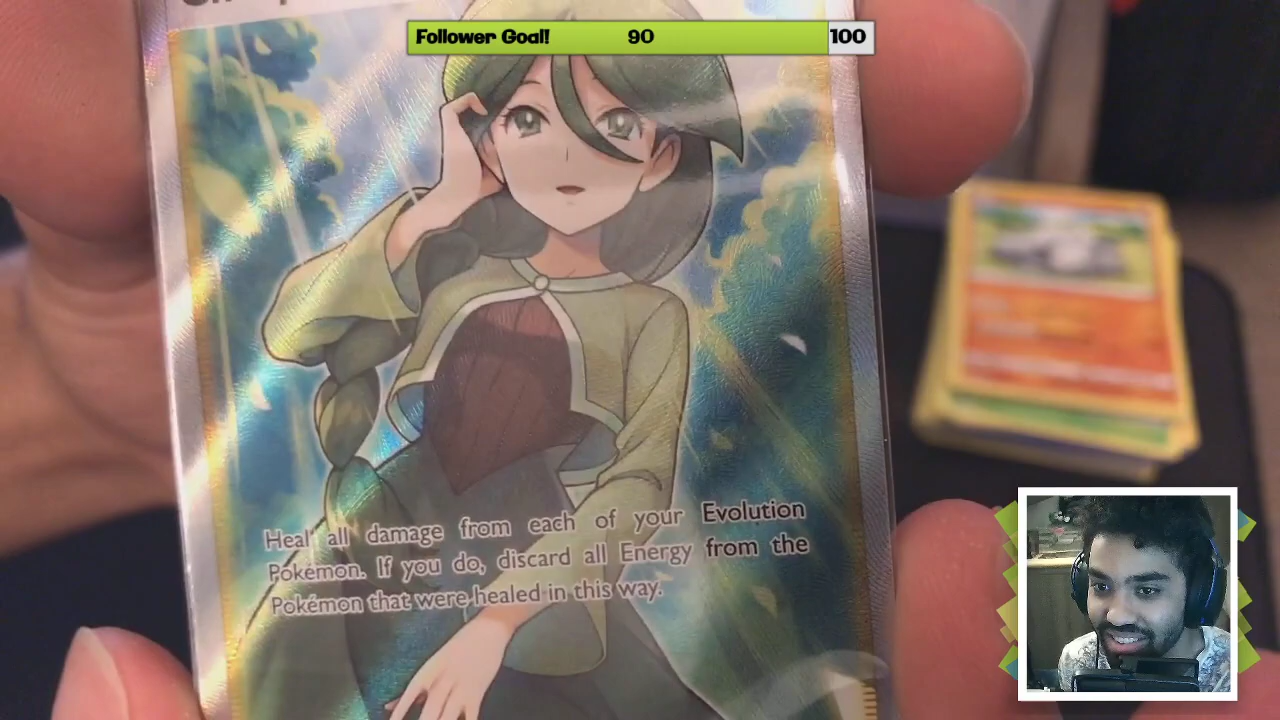 Follower Goal! 90 100
Heal all damage from each of your Evolution
Pokémon. If you do, discard all Energy from the
Pokémon that were healed in this way.